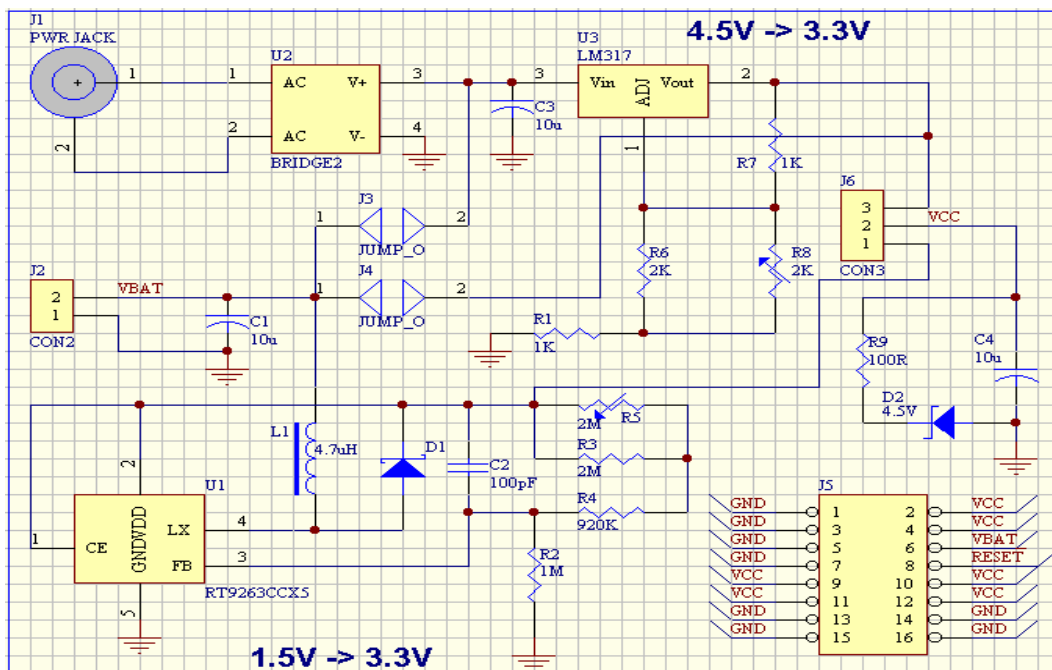 J1
PWR JACK
1
2
U2
1
AC
V+
3
2
AC
V-
4
BRIDGE2
C3
10u
U3
LM317
3
Vin
ADJ
Vout
2
1
4.5V -> 3.3V
R7
1K
J6
3
2
1
VCC
CON3
J3
1
2
JUMP_O
J4
1
2
JUMP_O
R6
2K
R8
2K
J2
2
1
VBAT
CON2
C1
10u
R1
1K
R9
100R
C4
10u
D2
4.5V
L1
4.7uH
D1
C2
100pF
2M
R5
R3
2M
R4
920K
R2
1M
U1
2
1
CE
GNDVDD
LX
FB
4
3
5
RT9263CCX5
1.5V -> 3.3V
J5
GND
1
2
VCC
GND
3
4
VCC
GND
5
6
VBAT
GND
7
8
RESET
VCC
9
10
VCC
VCC
11
12
VCC
GND
13
14
GND
GND
15
16
GND